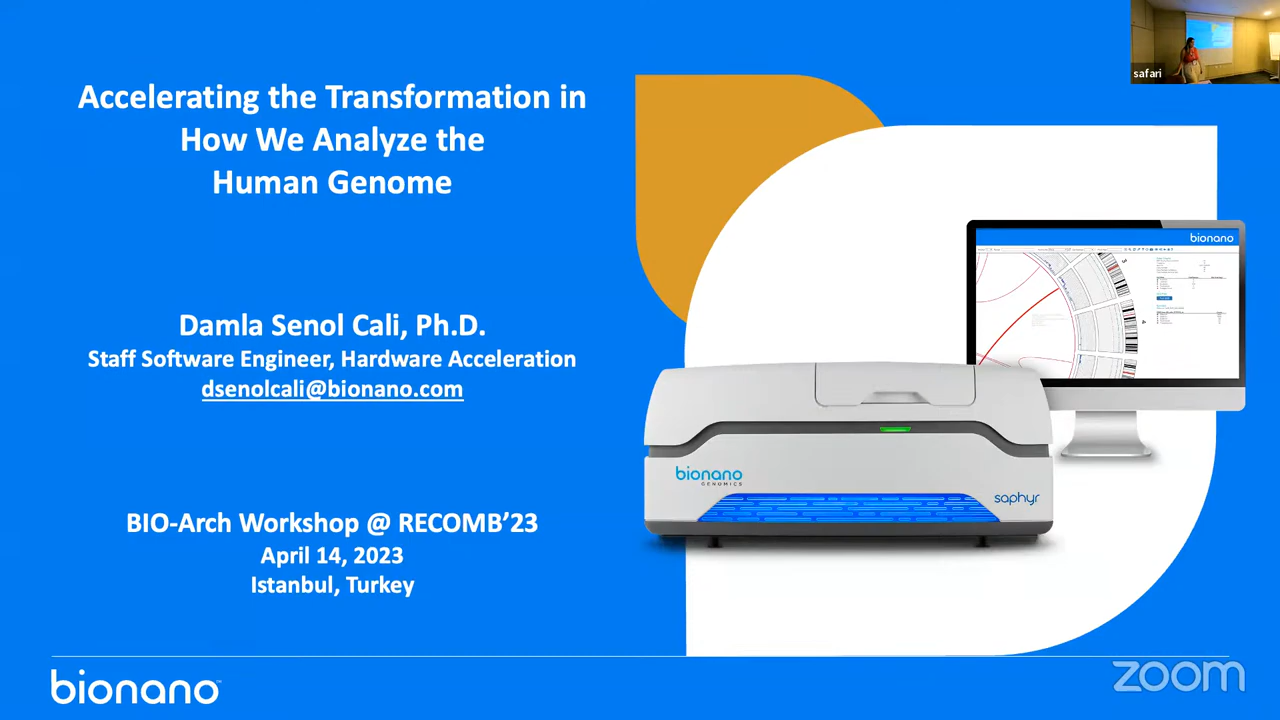 safari
Accelerating the Transformation in
How We Analyze the
Human Genome
bionano
Damla Senol Cali, Ph.D.
Staff Software Engineer, Hardware Acceleration
dsenolcali@bionano.com
bionano
GENOMICS
saphyr
BIO-Arch Workshop @ RECOMB’23
April 14, 2023
Istanbul, Turkey
bionano™
zoom